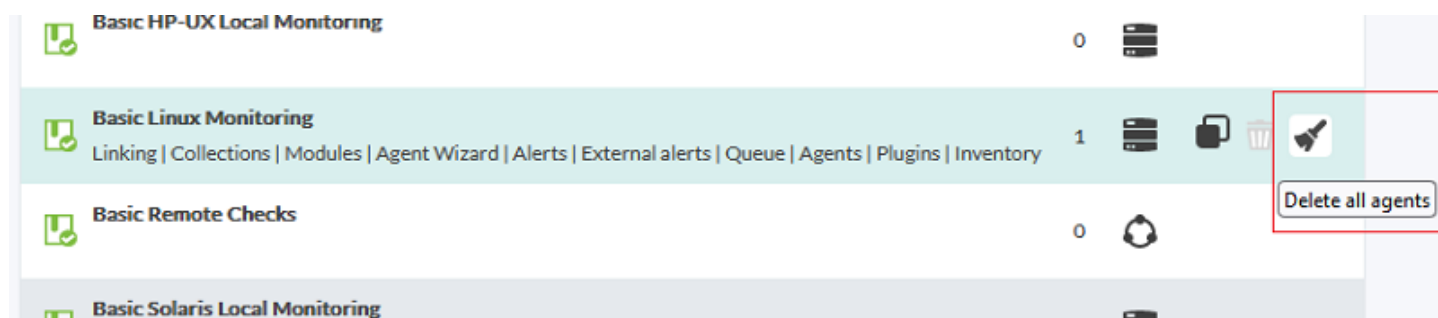 Basic HP-UX Local Monitoring
0
Basic Linux Monitoring
Linking | Collections | Modules | Agent Wizard | Alerts | External alerts | Queue | Agents | Plugins | Inventory
1
Delete all agents
Basic Remote Checks
0
Basic Solaris Local Monitoring